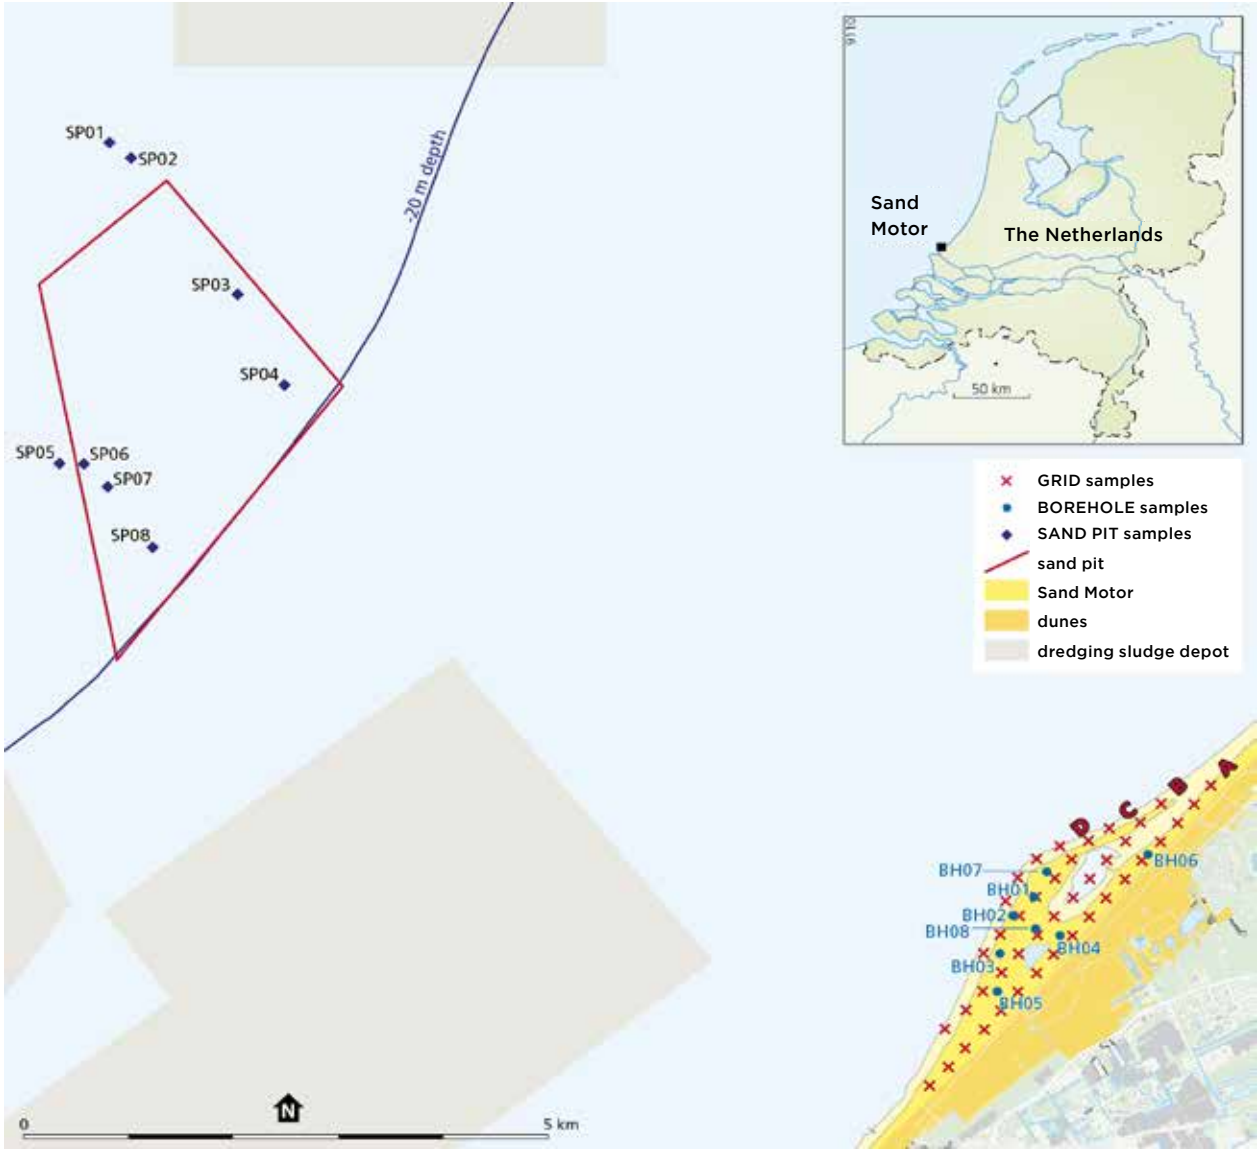 SP01
SP02
-20 m depth
SP03
SP04
SP05
SP06
SP07
SP08
0116
Sand
Motor
The Netherlands
50 km
GRID samples
BOREHOLE samples
SAND PIT samples
sand pit
Sand Motor
dunes
dredging sludge depot
A
B
C
D
BH07
BH06
BH01
BH02
BH08
BH04
BH03
BH05
N
0
5 km